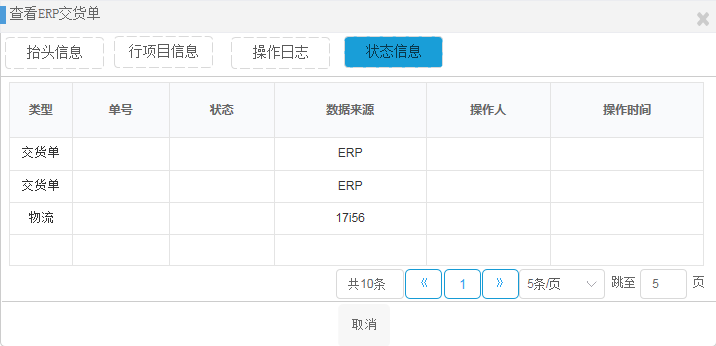 查看ERP交货单
抬头信息 行项目信息 操作日志 状态信息
类型 单号 状态 数据来源 操作人 操作时间
交货单 ERP
交货单 ERP
物流 17i56
共10条 《 1 》 5条/页 跳至 5 页
取消